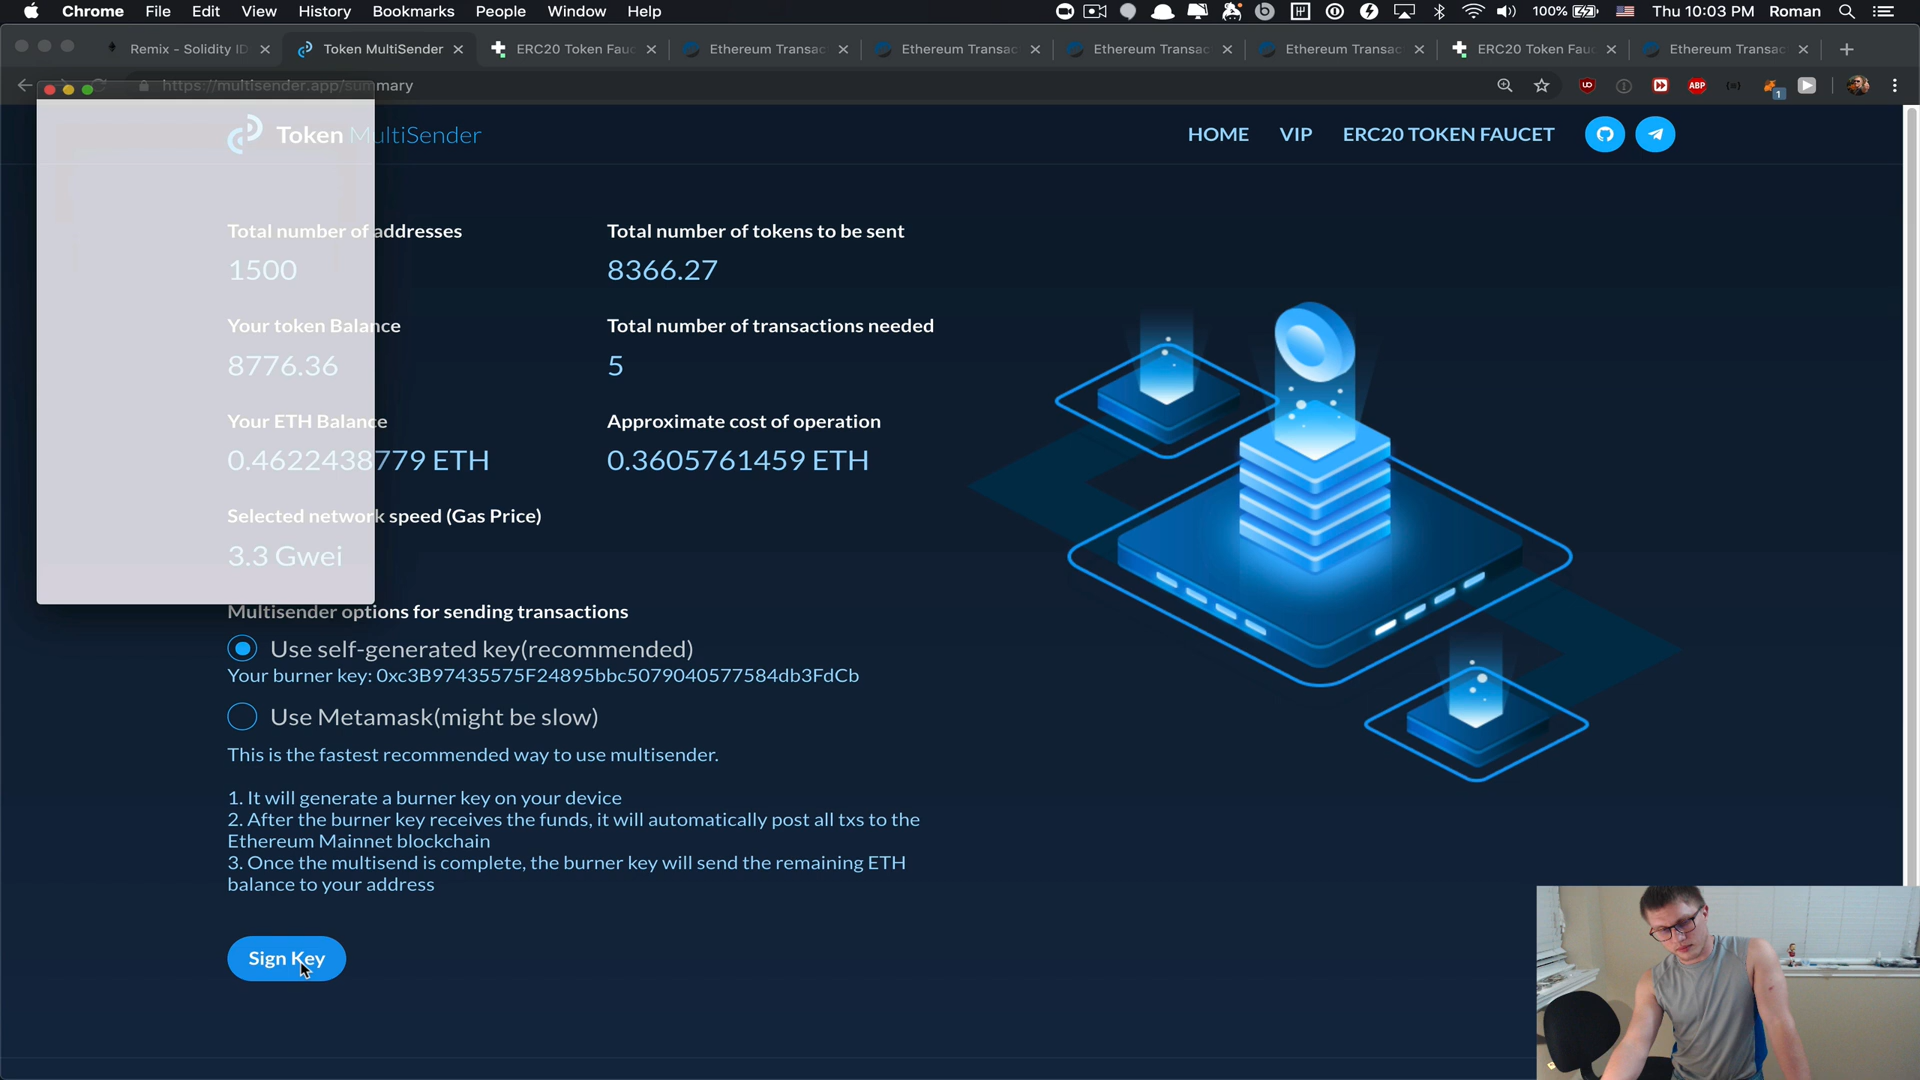 Chrome File Edit View History Bookmarks People Window Help 100% Thu 10:03 PM Roman
Remix - Solidity ID Token MultiSender ERC20 Token Fauc Ethereum Transac Ethereum Transac Ethereum Transac Ethereum Transac ERC20 Token Fauc Ethereum Transac
https://multisender.app/summary ABP 1
Token MultiSender HOME VIP ERC20 TOKEN FAUCET
Total number of addresses Total number of tokens to be sent
1500 8366.27
Your token Balance Total number of transactions needed
8776.36 5
Your ETH Balance Approximate cost of operation
0.4622438779 ETH 0.3605761459 ETH
Selected network speed (Gas Price)
3.3 Gwei
Multisender options for sending transactions
Use self-generated key(recommended)
Your burner key: 0xc3B97435575F24895bbc5079040577584db3FdCb
Use Metamask(might be slow)
This is the fastest recommended way to use multisender.
1. It will generate a burner key on your device
2. After the burner key receives the funds, it will automatically post all txs to the
Ethereum Mainnet blockchain
3. Once the multisend is complete, the burner key will send the remaining ETH
balance to your address
Sign Key